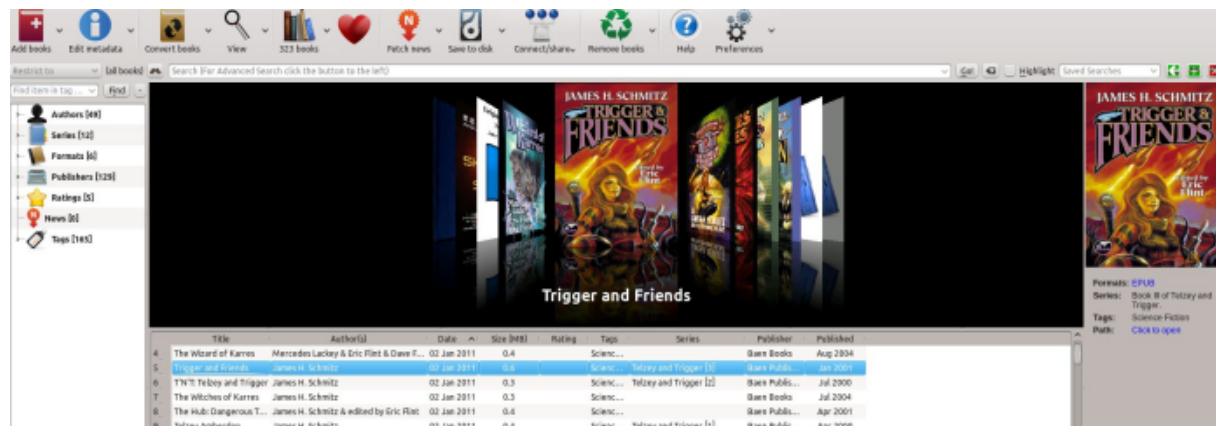 Add books Edit metadata Convert books View 323 books Fetch news Save to disk Connect/share Remove books Help Preferences
Restrict to [all books] Search (For Advanced Search click the button to the left) Go! Highlight Saved Searches
Find item in tag ... Find
Authors [49]
Series [12]
Formats [6]
Publishers [129]
Ratings [5]
News [0]
Tags [165]
JAMES H. SCHMITZ
TRIGGER &
FRIENDS
Edited by
Eric
Flint
Trigger and Friends
JAMES H. SCHMITZ
TRIGGER &
FRIENDS
Edited by
Eric
Flint
Formats: EPUB
Series: Book III of Telzey and
Trigger.
Tags: Science Fiction
Path: Click to open
Title Author(s) Date Size (MB) Rating Tags Series Publisher Published
4 The Wizard of Karres Mercedes Lackey & Eric Flint & Dave F... 02 Jan 2011 0.4 Scienc... Baen Books Aug 2004
5 Trigger and Friends James H. Schmitz 02 Jan 2011 0.6 Scienc... Telzey and Trigger [3] Baen Publis... Jan 2001
6 T'N'T: Telzey and Trigger James H. Schmitz 02 Jan 2011 0.3 Scienc... Telzey and Trigger [2] Baen Publis... Jul 2000
7 The Witches of Karres James H. Schmitz 02 Jan 2011 0.3 Scienc... Baen Books Jul 2004
8 The Hub: Dangerous T... James H. Schmitz & edited by Eric Flint 02 Jan 2011 0.4 Scienc... Baen Publis... Apr 2001